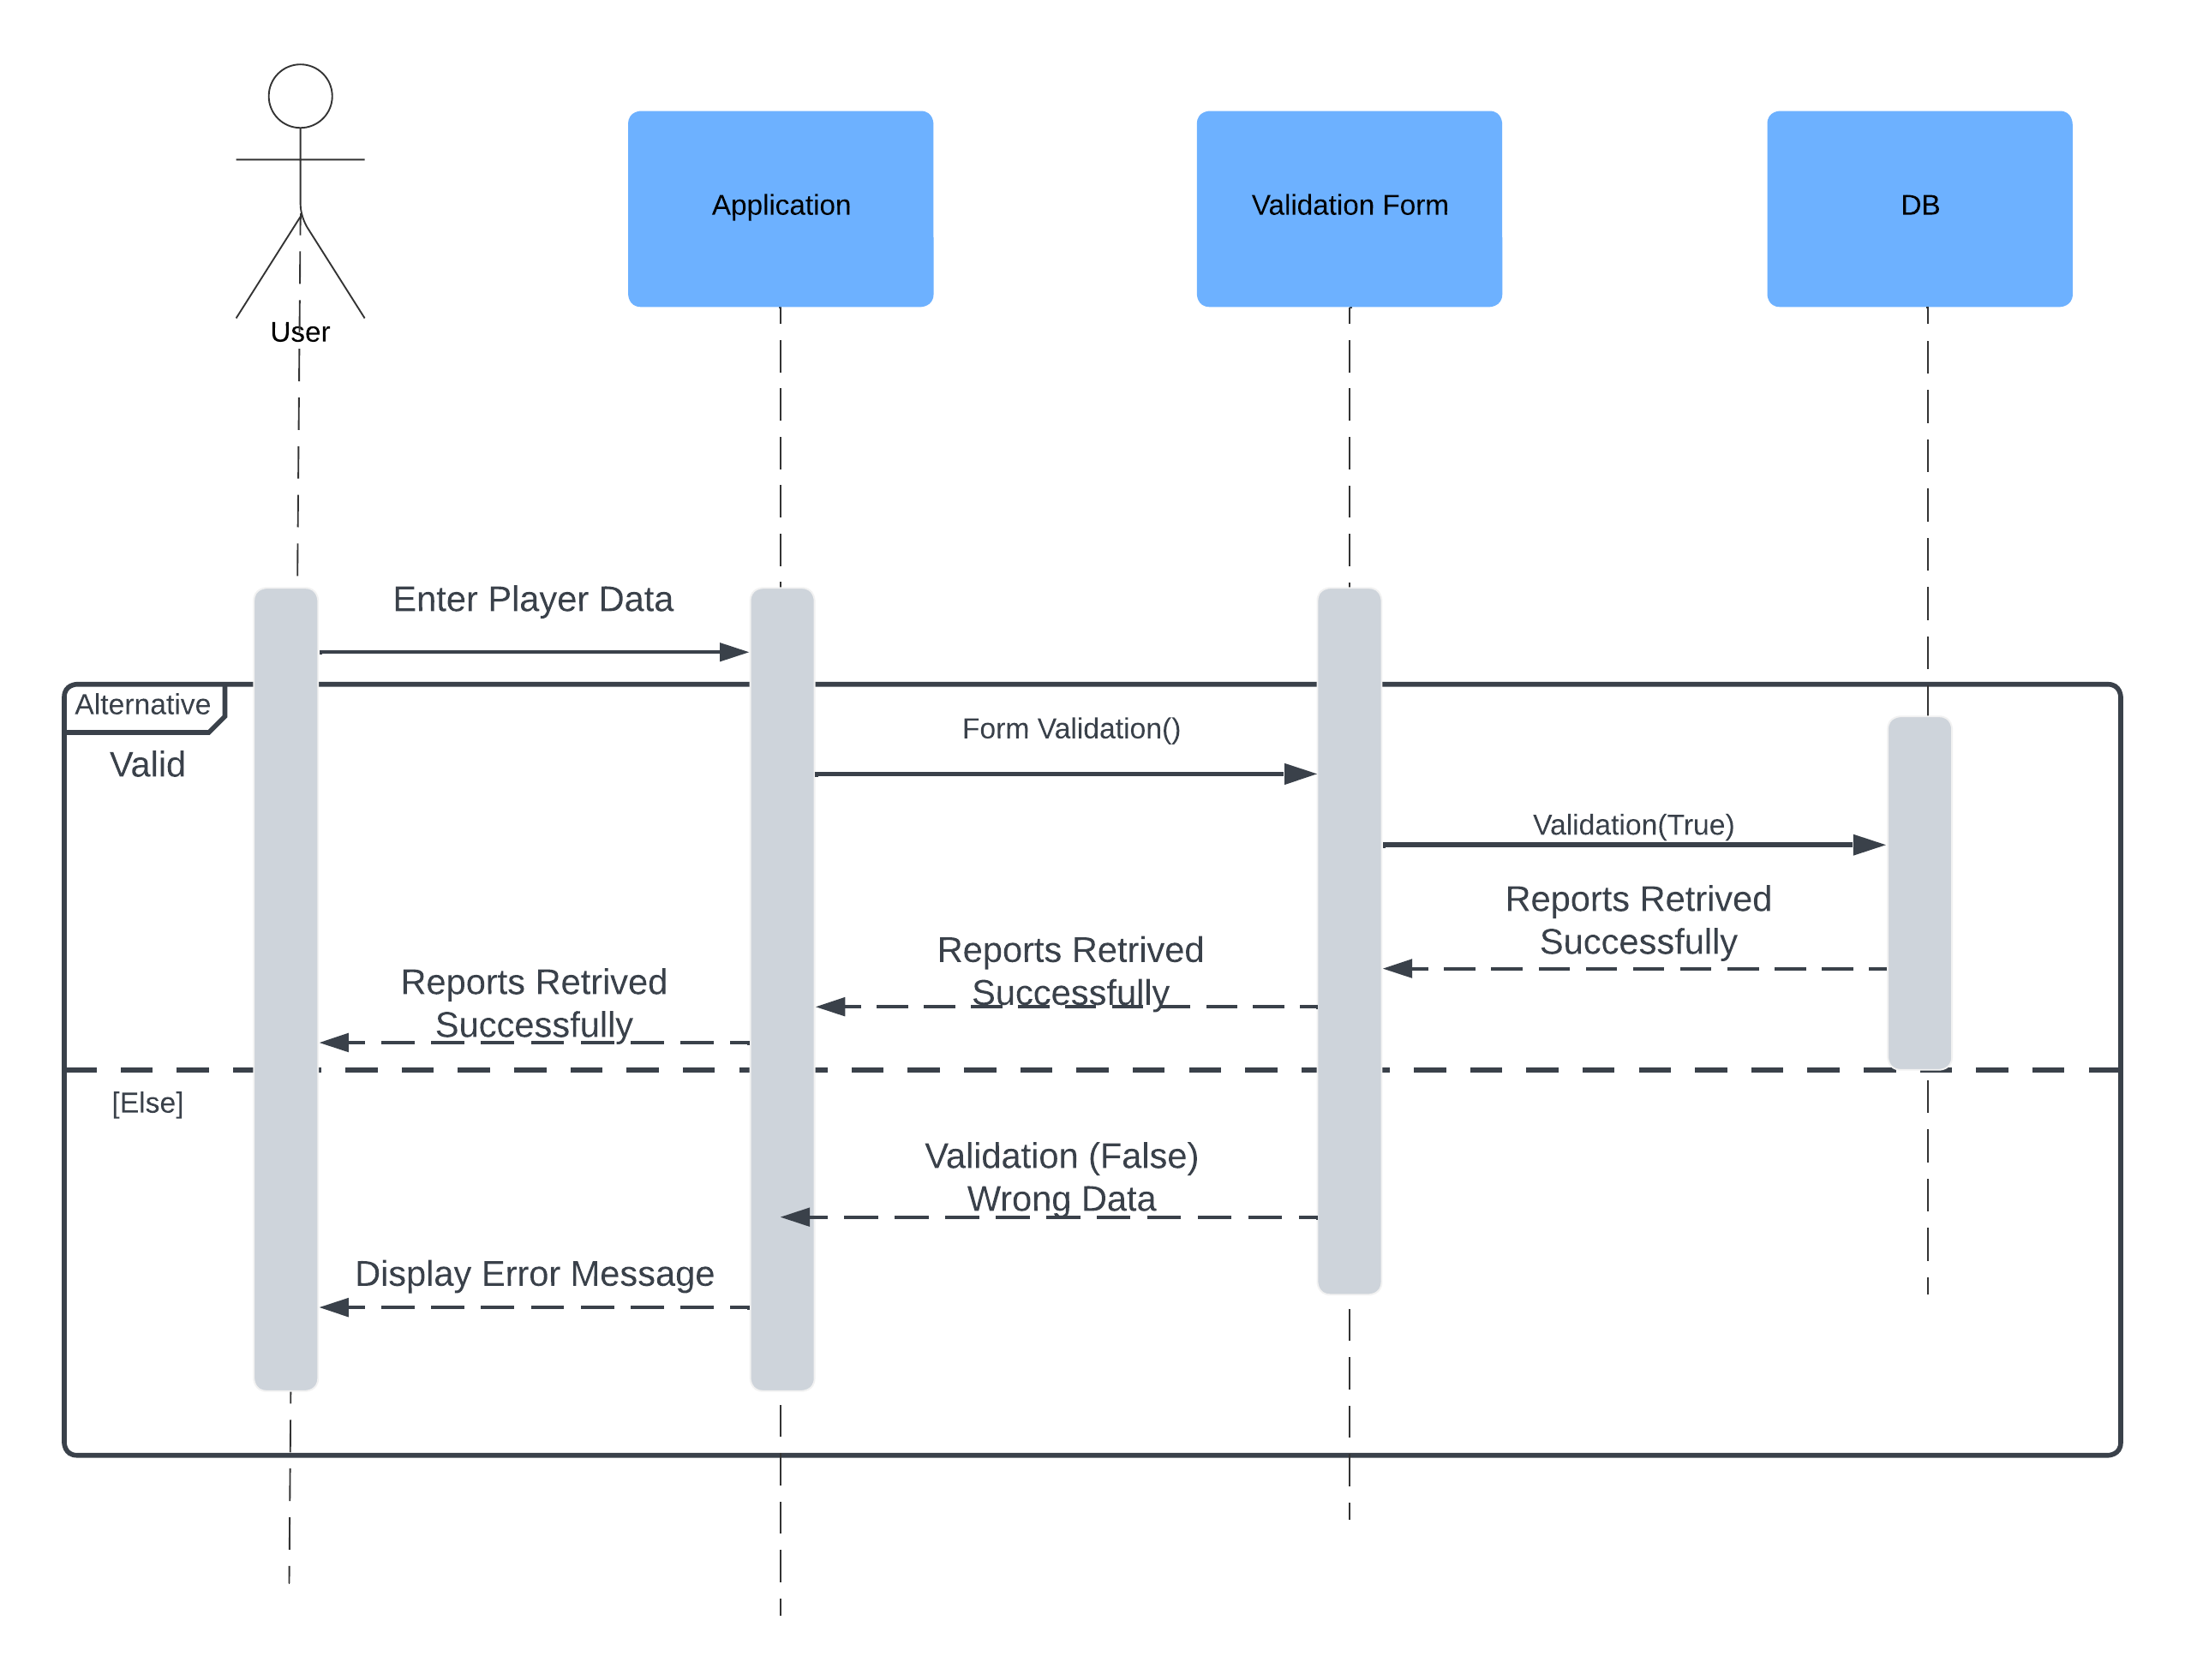 Application
Validation Form
DB
User
Enter Player Data
Alternative
Form Validation()
Valid
Validation(True)
Reports Retrived
Successfully
Reports Retrived
Successfully
Reports Retrived
Successfully
[Else]
Validation (False)
Wrong Data
Display Error Message